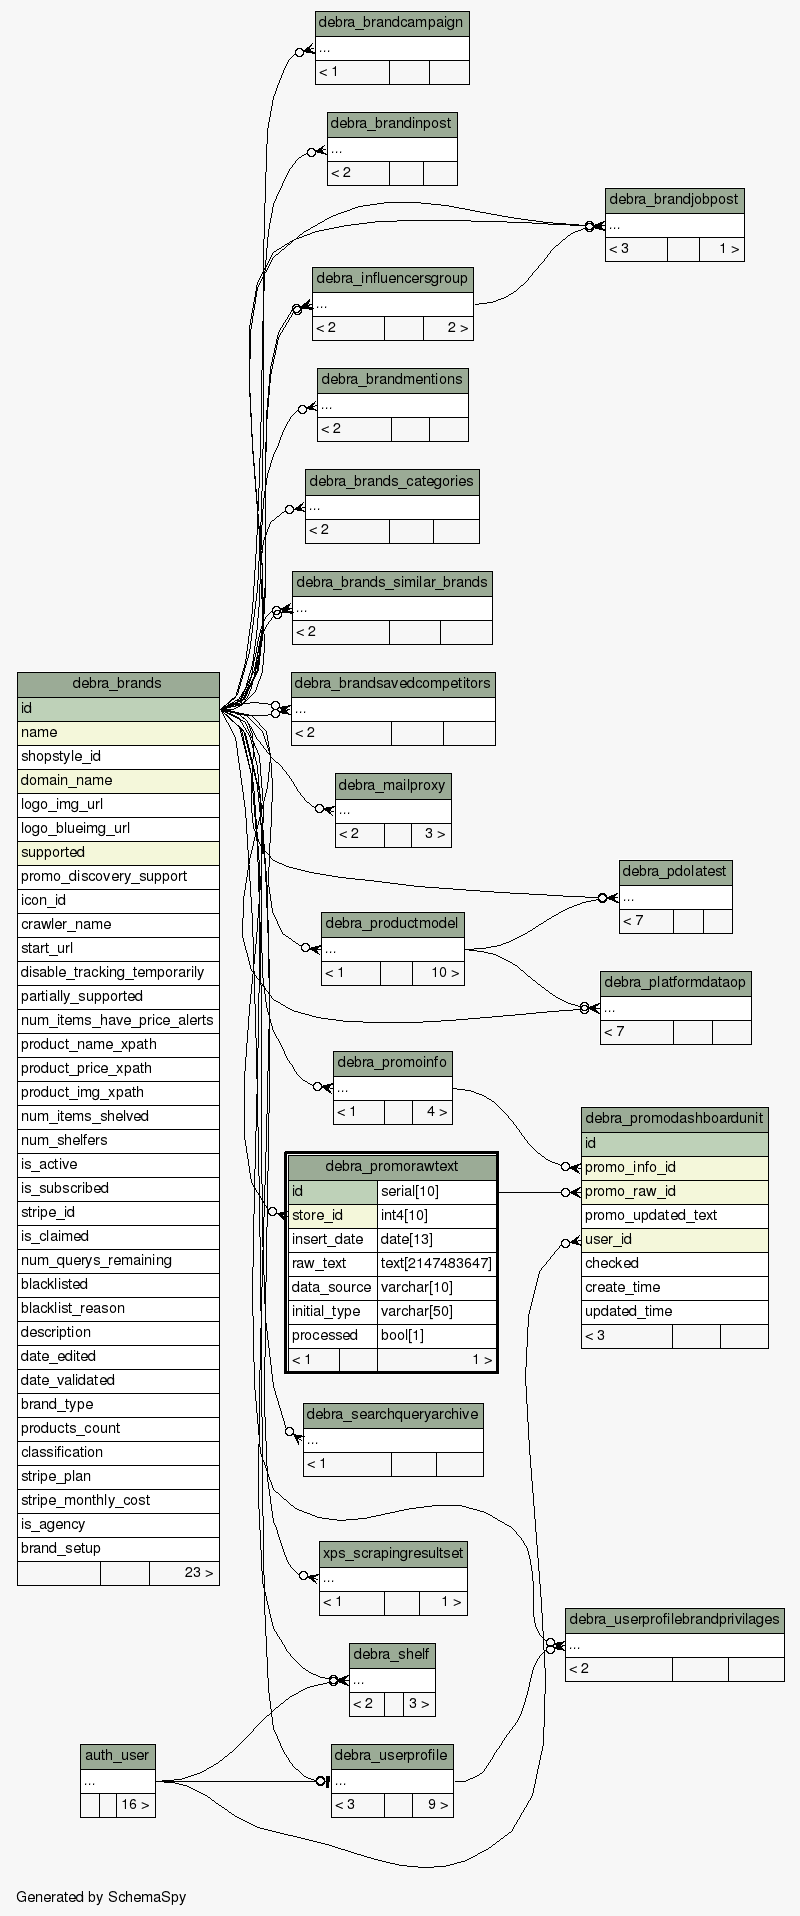 debra_brandcampaign
...
< 1
debra_brandinpost
...
< 2
debra_brandjobpost
...
< 3 1 >
debra_influencersgroup
...
< 2 2 >
debra_brandmentions
...
< 2
debra_brands_categories
...
< 2
debra_brands_similar_brands
...
< 2
debra_brandsavedcompetitors
...
< 2
debra_mailproxy
...
< 2 3 >
debra_pdolatest
...
< 7
debra_productmodel
...
< 1 10 >
debra_platformdataop
...
< 7
debra_promoinfo
...
< 1 4 >
debra_brands
id
name
shopstyle_id
domain_name
logo_img_url
logo_blueimg_url
supported
promo_discovery_support
icon_id
crawler_name
start_url
disable_tracking_temporarily
partially_supported
num_items_have_price_alerts
product_name_xpath
product_price_xpath
product_img_xpath
num_items_shelved
num_shelfers
is_active
is_subscribed
stripe_id
is_claimed
num_querys_remaining
blacklisted
blacklist_reason
description
date_edited
date_validated
brand_type
products_count
classification
stripe_plan
stripe_monthly_cost
is_agency
brand_setup
23 >
debra_promorawtext
id serial[10]
store_id int4[10]
insert_date date[13]
raw_text text[2147483647]
data_source varchar[10]
initial_type varchar[50]
processed bool[1]
< 1 1 >
debra_promodashboardunit
id
promo_info_id
promo_raw_id
promo_updated_text
user_id
checked
create_time
updated_time
< 3
debra_searchqueryarchive
...
< 1
xps_scrapingresultset
...
< 1 1 >
debra_userprofilebrandprivilages
...
< 2
debra_shelf
...
< 2 3 >
auth_user
...
16 >
debra_userprofile
...
< 3 9 >
Generated by SchemaSpy